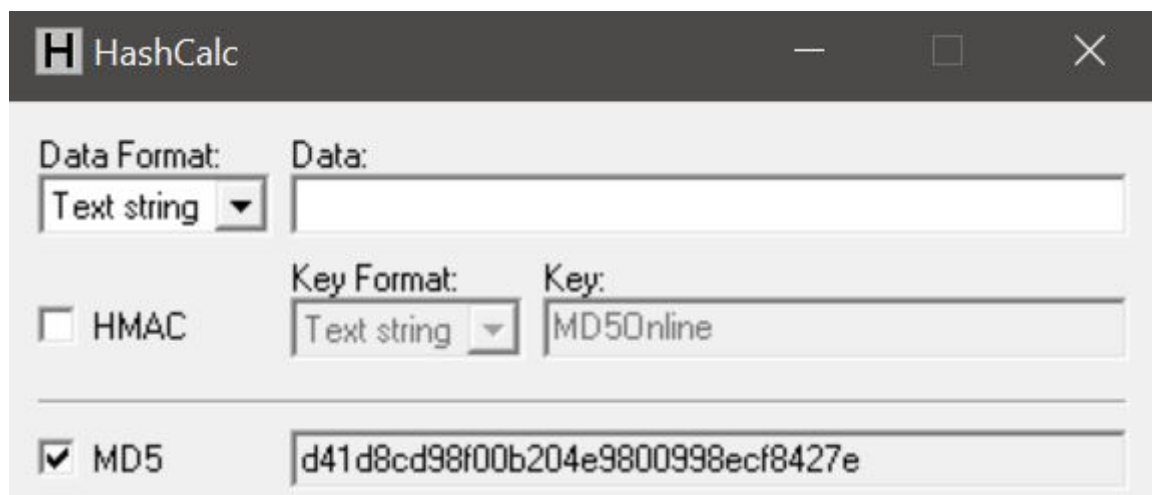 H HashCalc
Data Format: Data:
Text string
Key Format: Key:
HMAC Text string MD5Online
MD5 d41d8cd98f00b204e9800998ecf8427e